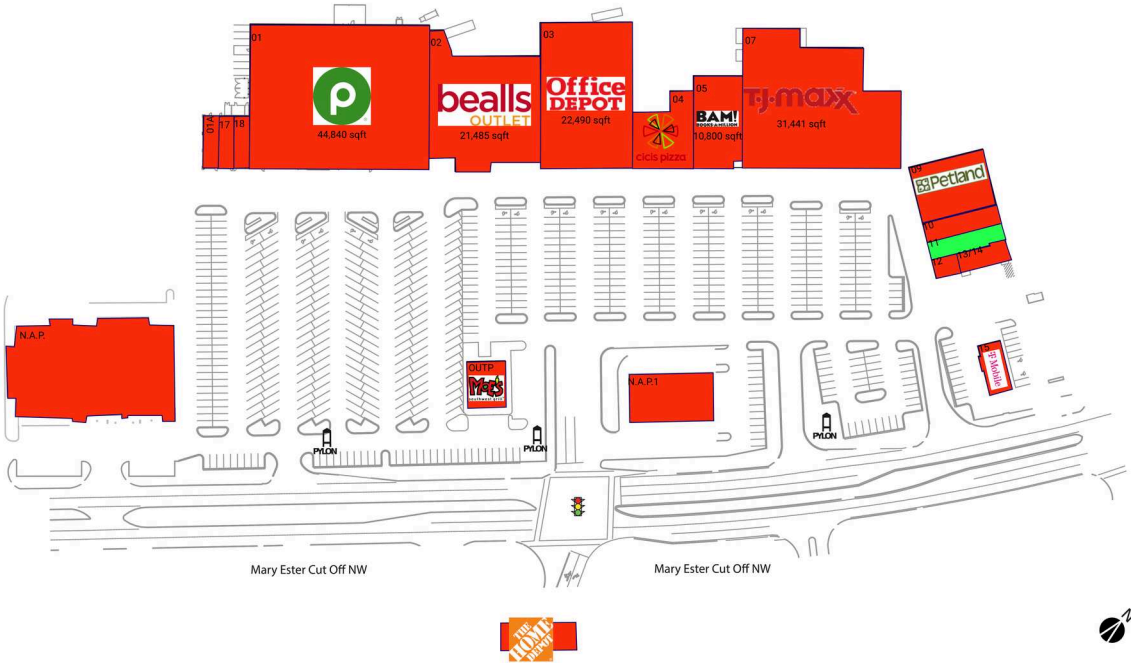 01
02
03
07
04
05
P
bealls
OUTLET
Office
DEPOT
T.J.maxx
BAM!
BOOKS-A-MILLION
44,840 sqft
21,485 sqft
22,490 sqft
10,800 sqft
31,441 sqft
cicis pizza
01A
17
18
09
Petland
10
11
12
13/14
N.A.P.
OUTP
MOE'S
southwest grill
N.A.P.1
15
T Mobile
PYLON
PYLON
PYLON
Mary Ester Cut Off NW
Mary Ester Cut Off NW
THE
HOME
DEPOT
N